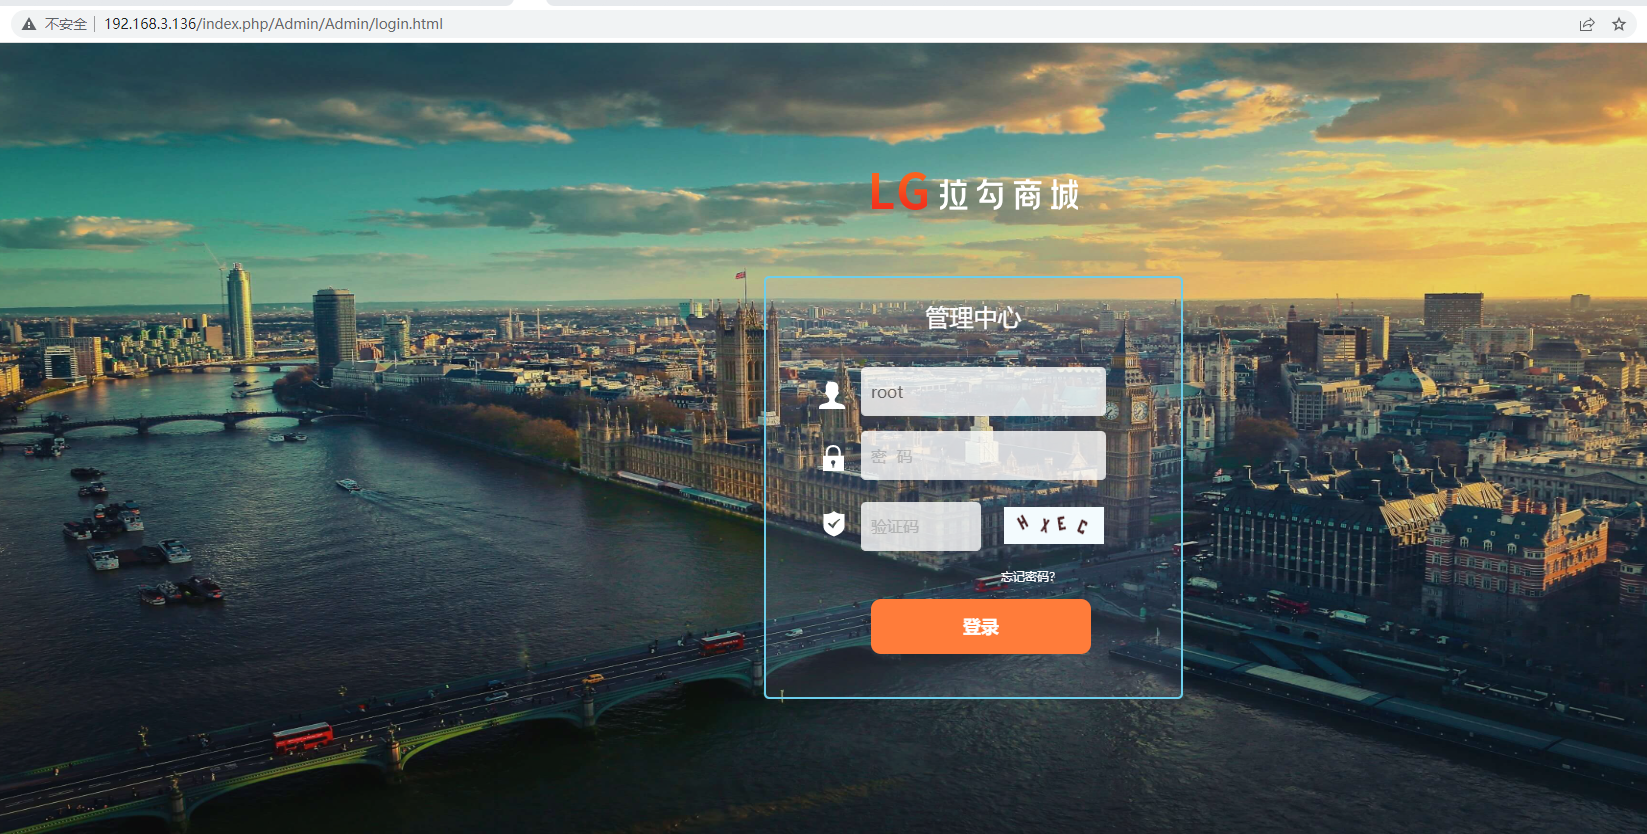 不安全 192.168.3.136/index.php/Admin/Admin/login.html
LG 拉勾商城
管理中心
root
密 码
验证码 HXEC
忘记密码?
登录